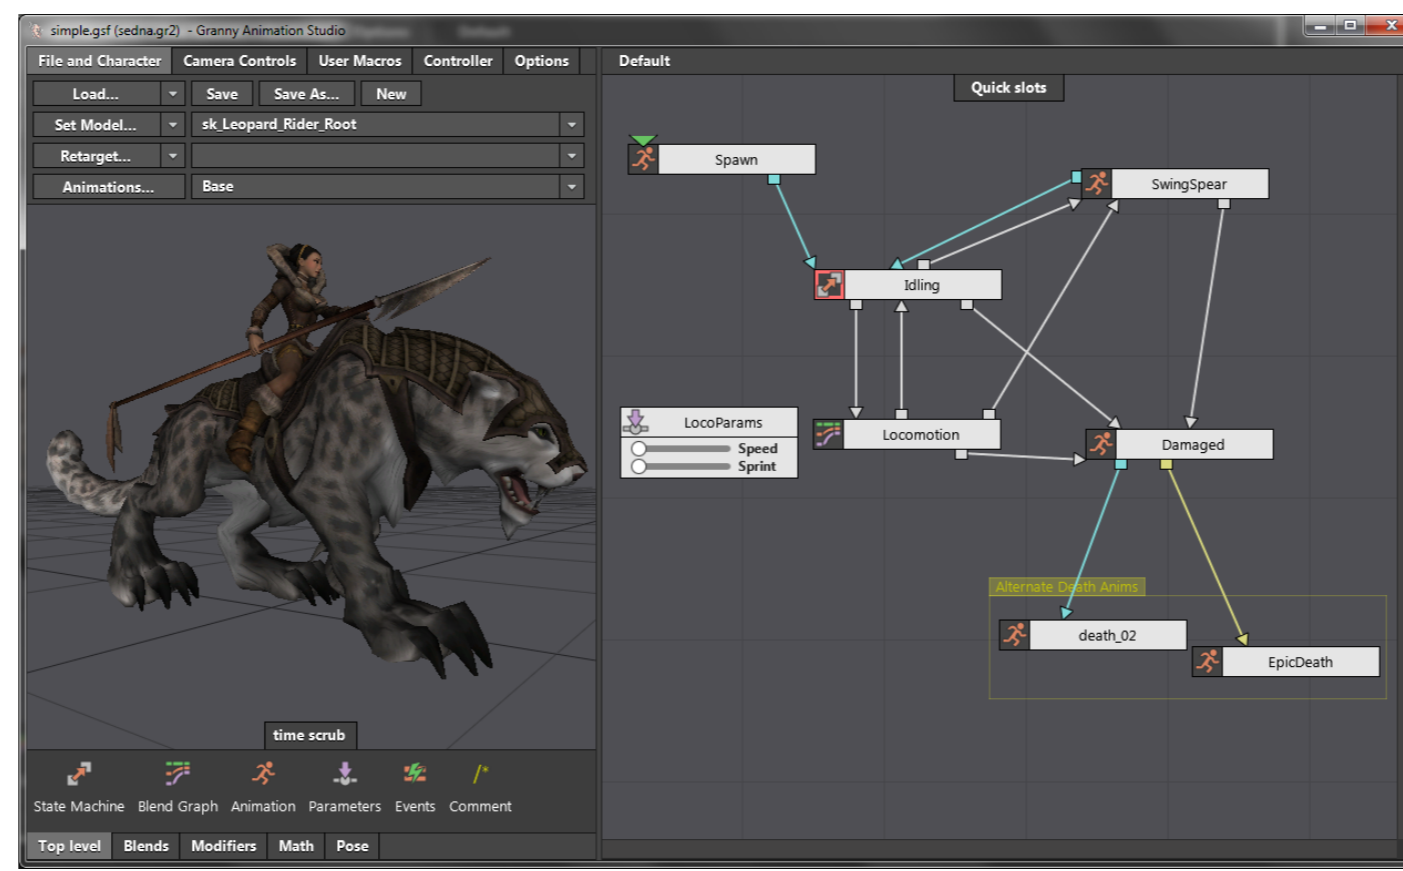 simple.gsf (sedna.gr2) - Granny Animation Studio
File and Character Camera Controls User Macros Controller Options
Load... Save Save As... New
Set Model... sk_Leopard_Rider_Root
Retarget...
Animations... Base
time scrub
State Machine Blend Graph Animation Parameters Events Comment
/*
Top level Blends Modifiers Math Pose
Default
Quick slots
Spawn
SwingSpear
Idling
LocoParams
Speed
Sprint
Locomotion
Damaged
Alternate Death Anims
death_02
EpicDeath